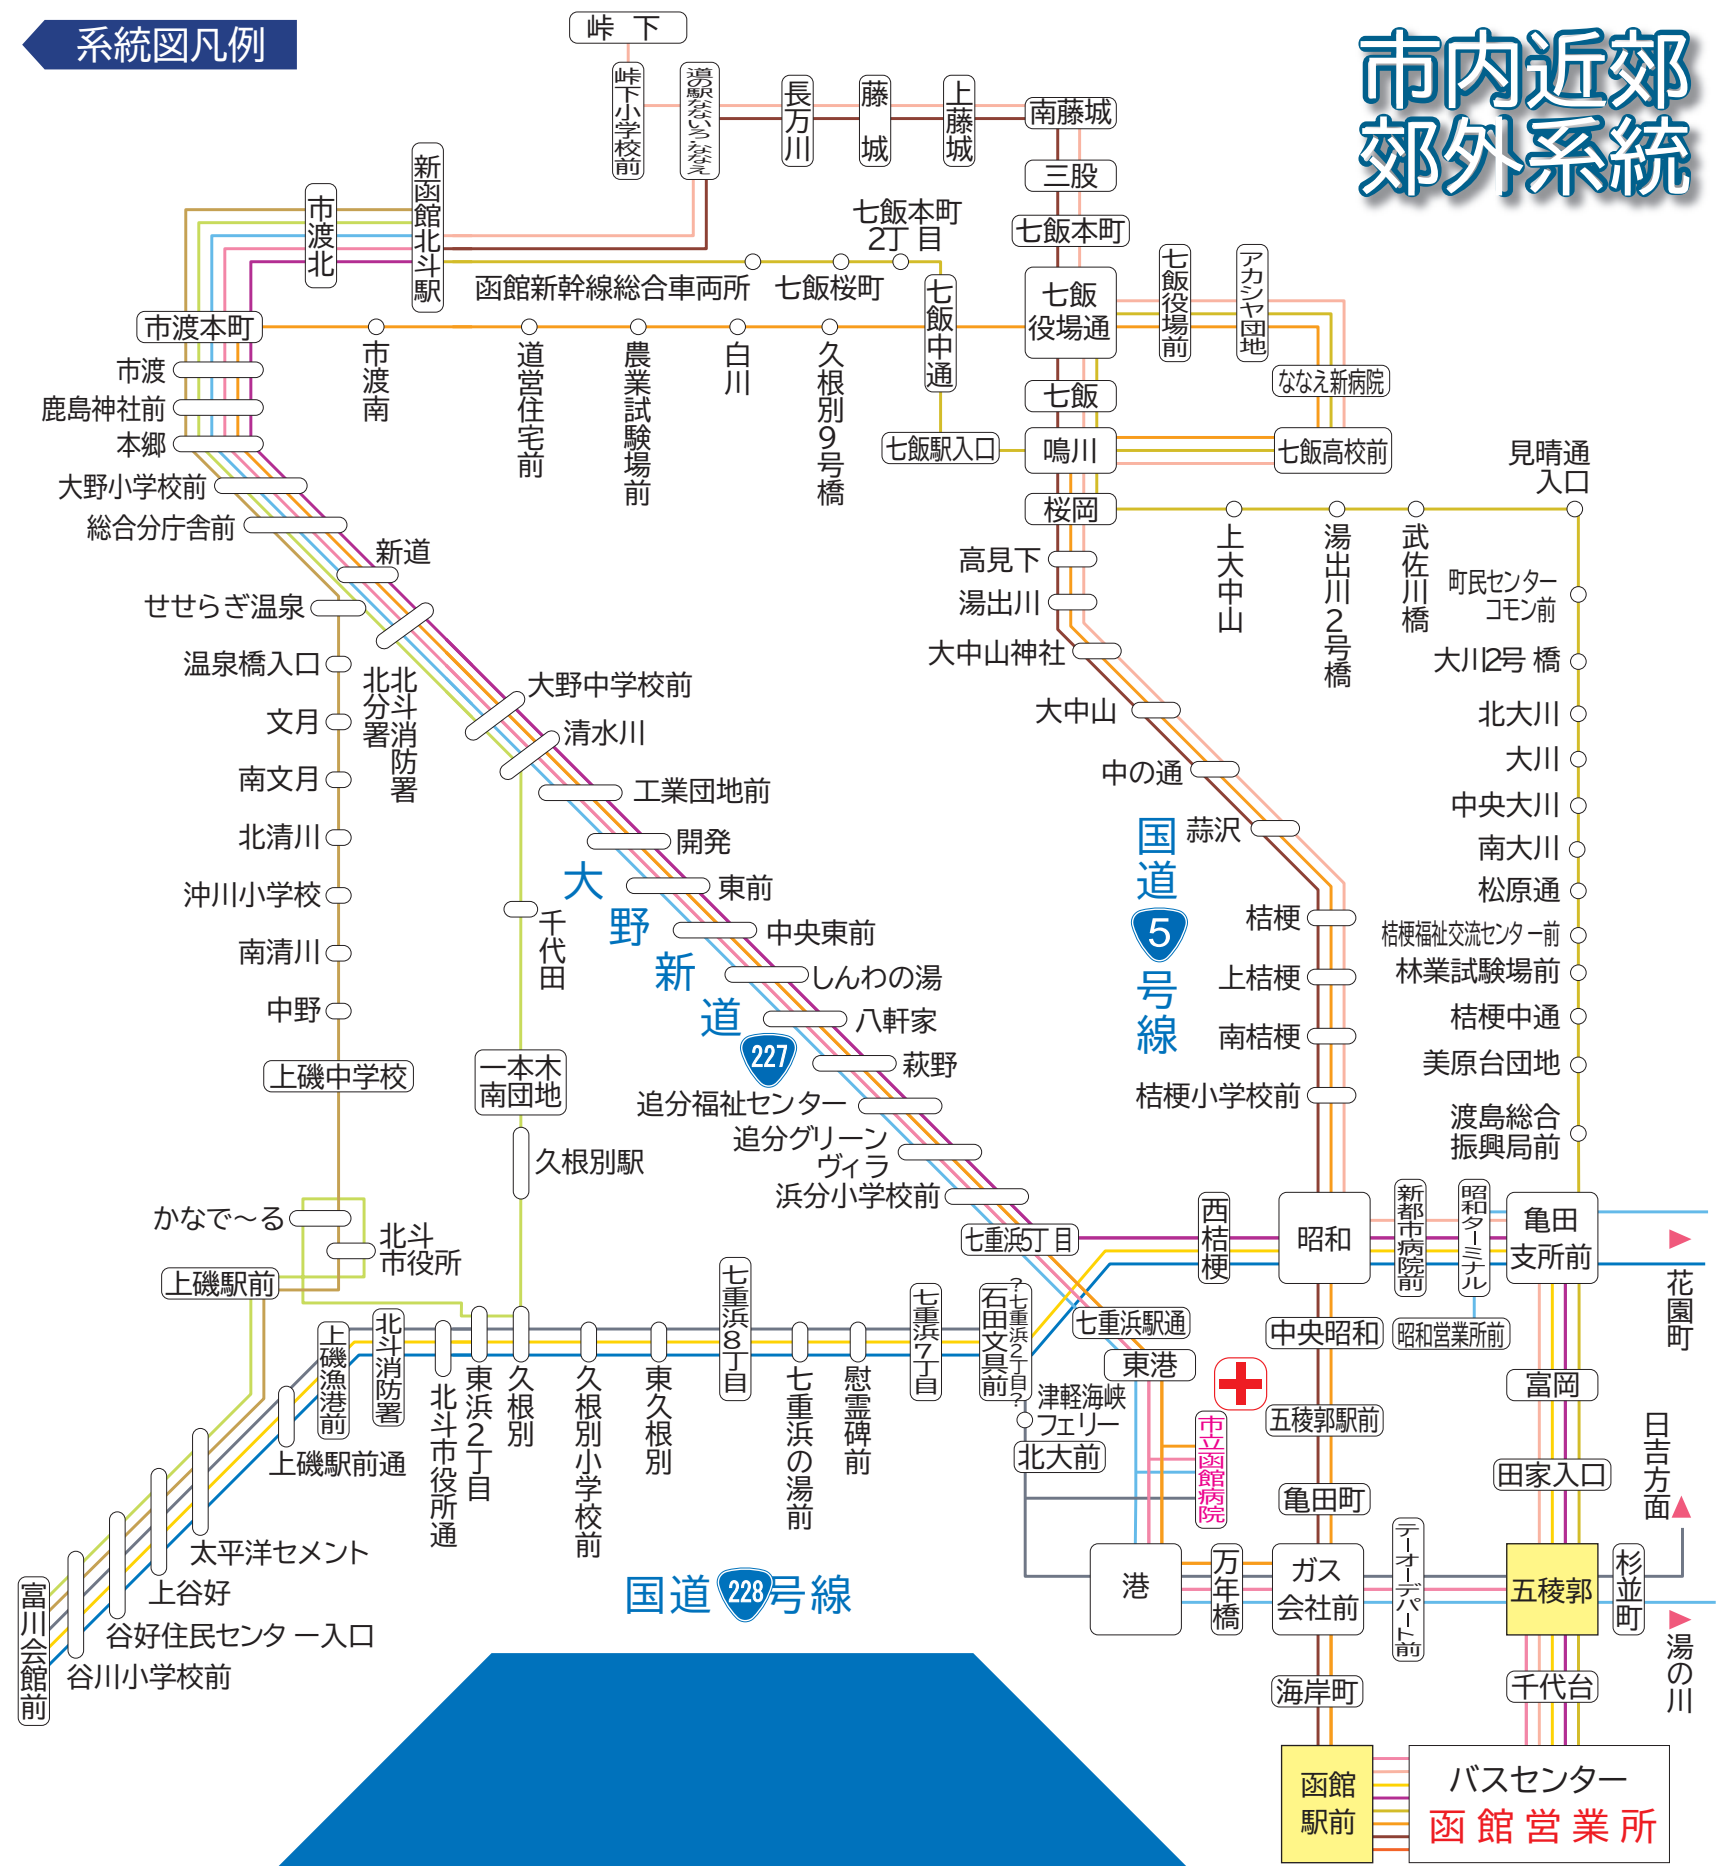 系統図凡例
市内近郊
郊外系統
峠 下
峠下小学校前
道の駅なないろ・ななえ
長万川
藤 城
上藤城
南藤城
三股
七飯本町
市渡北
新函館北斗駅
七飯本町
2丁目
函館新幹線総合車両所
七飯桜町
七飯中通
七飯
役場通
七飯役場前
アカシヤ団地
ななえ新病院
市渡本町
市渡南
道営住宅前
農業試験場前
白川
久根別9号橋
七飯
七飯駅入口
鳴川
七飯高校前
桜岡
市渡
鹿島神社前
本郷
大野小学校前
総合分庁舎前
新道
せせらぎ温泉
北斗消防署
北分署
温泉橋入口
文月
南文月
北清川
沖川小学校
南清川
中野
上磯中学校
大野中学校前
清水川
工業団地前
開発
東前
中央東前
しんわの湯
八軒家
萩野
追分福祉センター
追分グリーン
ヴィラ
浜分小学校前
七重浜5丁目
大野新道
227
千代田
一本木
南団地
久根別駅
高見下
湯出川
大中山神社
大中山
中の通
蒜沢
国道
5
号線
桔梗
上桔梗
南桔梗
桔梗小学校前
上大中山
湯出川2号橋
武佐川橋
見晴通
入口
町民センター
コモン前
大川2号 橋
北大川
大川
中央大川
南大川
松原通
桔梗福祉交流センター前
林業試験場前
桔梗中通
美原台団地
渡島総合
振興局前
西桔梗
昭和
新都市病院前
昭和ターミナル
亀田
支所前
花園町
かなで～る
北斗
市役所
上磯駅前
上磯漁港前
北斗消防署
北斗市役所通
東浜2丁目
久根別
久根別小学校前
東久根別
七重浜8丁目
七重浜の湯前
慰霊碑前
七重浜7丁目
?七重浜2丁目?
石田文具前
七重浜駅通
東港
津軽海峡
フェリー
北大前
市立函館病院
中央昭和
昭和営業所前
五稜郭駅前
亀田町
富岡
田家入口
日吉方面
上磯駅前通
太平洋セメント
上谷好
谷好住民センター入口
谷川小学校前
富川会館前
国道
228
号線
港
万年橋
ガス
会社前
テーオーデパート前
五稜郭
杉並町
湯の川
海岸町
千代台
函館
駅前
バスセンター
函館営業所